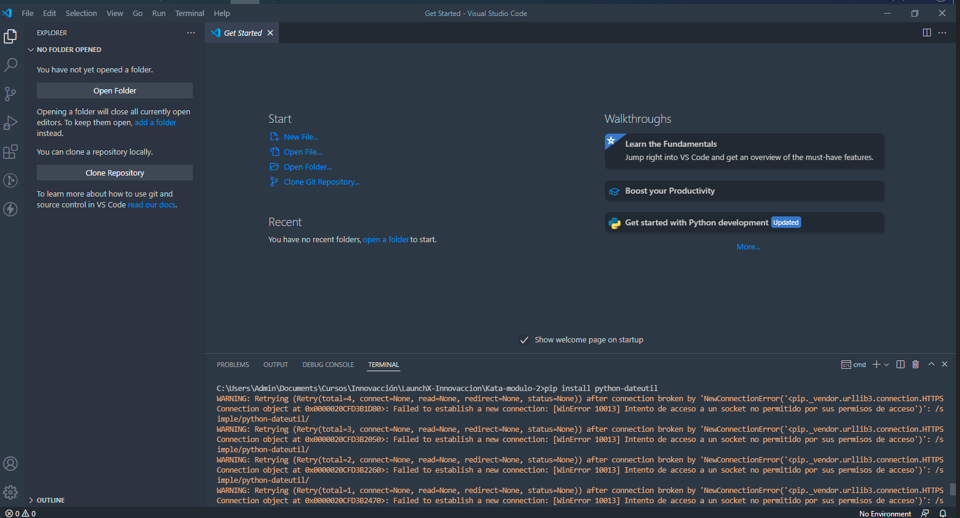 File Edit Selection View Go Run Terminal Help
Get Started - Visual Studio Code
EXPLORER
Get Started
NO FOLDER OPENED
You have not yet opened a folder.
Open Folder
Opening a folder will close all currently open
editors. To keep them open, add a folder
instead.
You can clone a repository locally.
Clone Repository
To learn more about how to use git and
source control in VS Code read our docs.
OUTLINE
Start
New File...
Open File...
Open Folder...
Clone Git Repository...
Recent
You have no recent folders, open a folder to start.
Walkthroughs
Learn the Fundamentals
Jump right into VS Code and get an overview of the must-have features.
Boost your Productivity
Get started with Python development Updated
More...
Show welcome page on startup
PROBLEMS OUTPUT DEBUG CONSOLE TERMINAL
cmd
C:\Users\Admin\Documents\Cursos\Innovacción\LaunchX-Innovaccion\Kata-modulo-2>pip install python-dateutil
WARNING: Retrying (Retry(total=4, connect=None, read=None, redirect=None, status=None)) after connection broken by 'NewConnectionError('<pip._vendor.urllib3.connection.HTTPS
Connection object at 0x0000020CFD3B1D80>: Failed to establish a new connection: [WinError 10013] Intento de acceso a un socket no permitido por sus permisos de acceso')': /s
imple/python-dateutil/
WARNING: Retrying (Retry(total=3, connect=None, read=None, redirect=None, status=None)) after connection broken by 'NewConnectionError('<pip._vendor.urllib3.connection.HTTPS
Connection object at 0x0000020CFD3B2050>: Failed to establish a new connection: [WinError 10013] Intento de acceso a un socket no permitido por sus permisos de acceso')': /s
imple/python-dateutil/
WARNING: Retrying (Retry(total=2, connect=None, read=None, redirect=None, status=None)) after connection broken by 'NewConnectionError('<pip._vendor.urllib3.connection.HTTPS
Connection object at 0x0000020CFD3B2260>: Failed to establish a new connection: [WinError 10013] Intento de acceso a un socket no permitido por sus permisos de acceso')': /s
imple/python-dateutil/
WARNING: Retrying (Retry(total=1, connect=None, read=None, redirect=None, status=None)) after connection broken by 'NewConnectionError('<pip._vendor.urllib3.connection.HTTPS
Connection object at 0x0000020CFD3B2470>: Failed to establish a new connection: [WinError 10013] Intento de acceso a un socket no permitido por sus permisos de acceso')': /s
0 0
No Environment